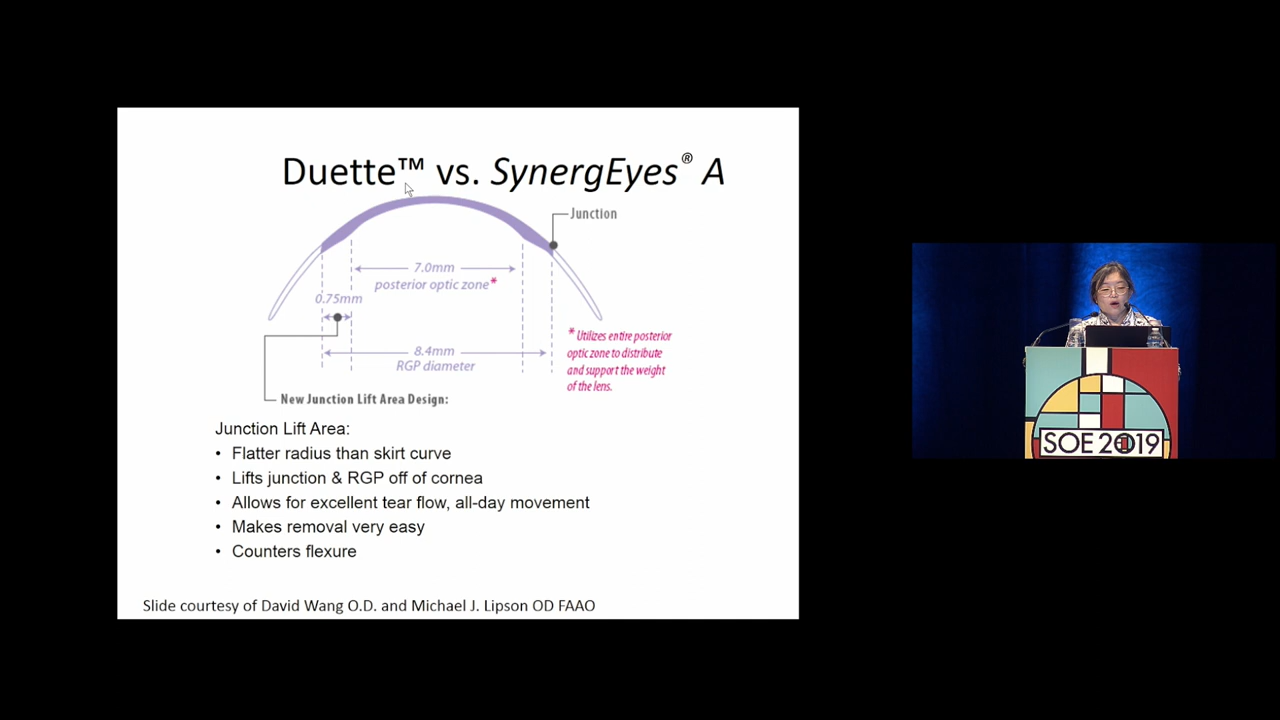 Duette™ vs. SynergEyes® A
Junction
7.0mm
posterior optic zone*
0.75mm
* Utilizes entire posterior
optic zone to distribute
and support the weight
of the lens.
8.4mm
RGP diameter
New Junction Lift Area Design:
Junction Lift Area:
• Flatter radius than skirt curve
• Lifts junction & RGP off of cornea
• Allows for excellent tear flow, all-day movement
• Makes removal very easy
• Counters flexure
Slide courtesy of David Wang O.D. and Michael J. Lipson OD FAAO
SOE 2019